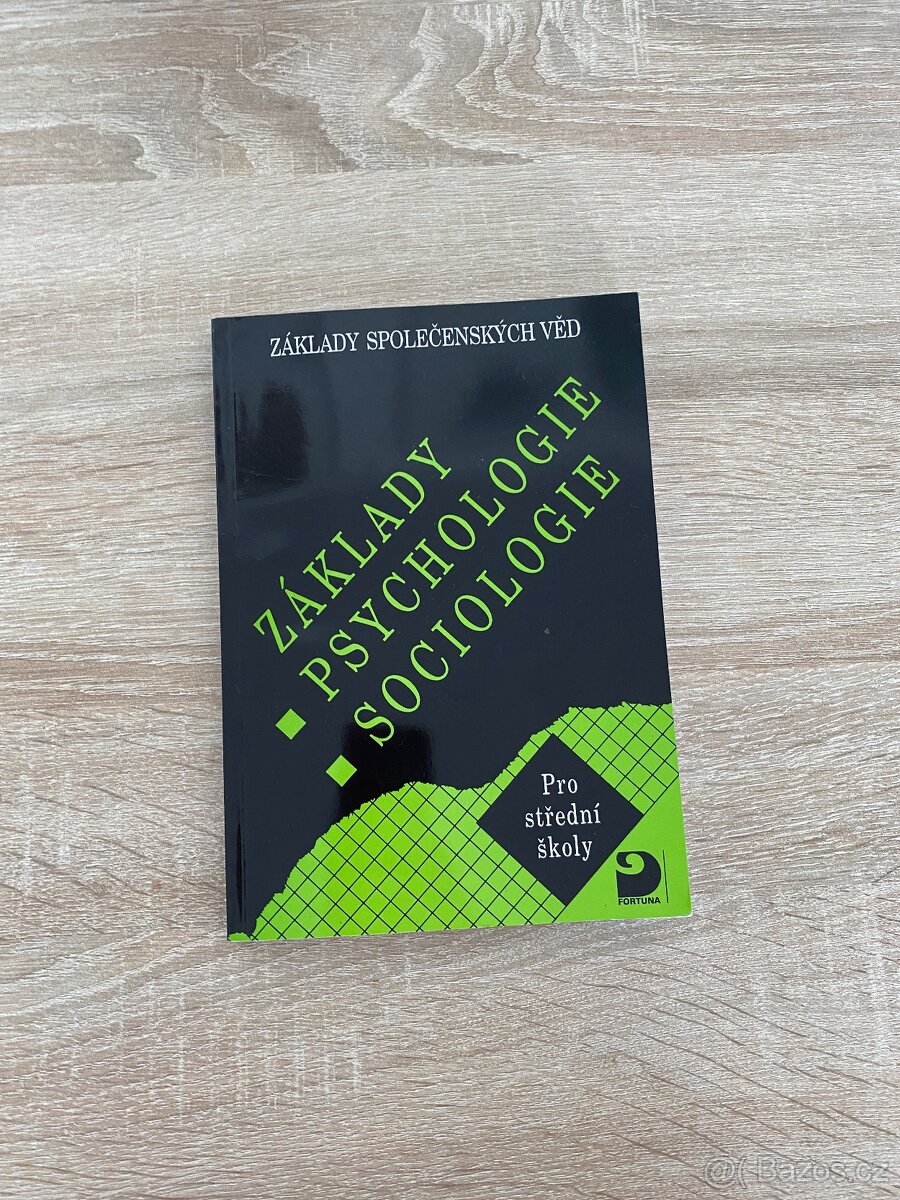 ZÁKLADY SPOLEČENSKÝCH VĚD
ZÁKLADY
PSYCHOLOGIE
SOCIOLOGIE
Pro
střední
školy
FORTUNA
@( Bazos.cz